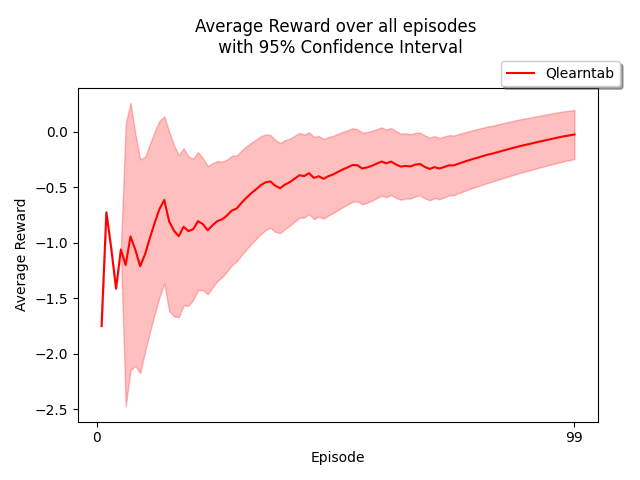 Average Reward over all episodes
with 95% Confidence Interval
Qlearntab
0.0
−0.5
−1.0
−1.5
−2.0
−2.5
Average Reward
0
99
Episode